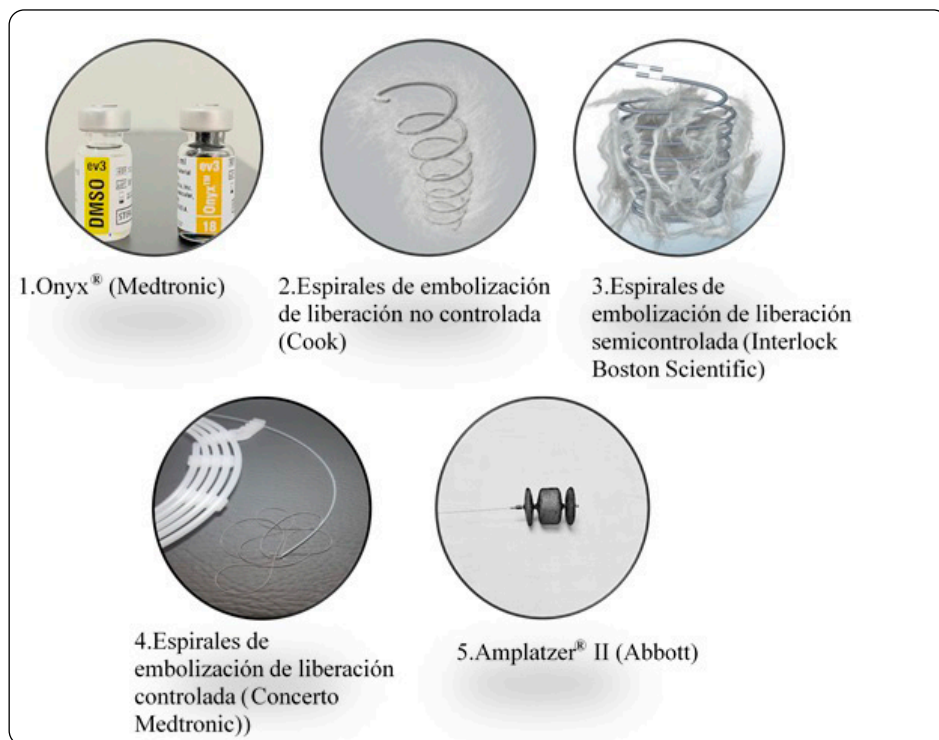 DMSO
ev3
ev3
Onyx™
18
1.Onyx® (Medtronic)
2.Espirales de embolización
de liberación no controlada
(Cook)
3.Espirales de
embolización de liberación
semicontrolada (Interlock
Boston Scientific)
4.Espirales de
embolización de liberación
controlada (Concerto
Medtronic))
5.Amplatzer® II (Abbott)